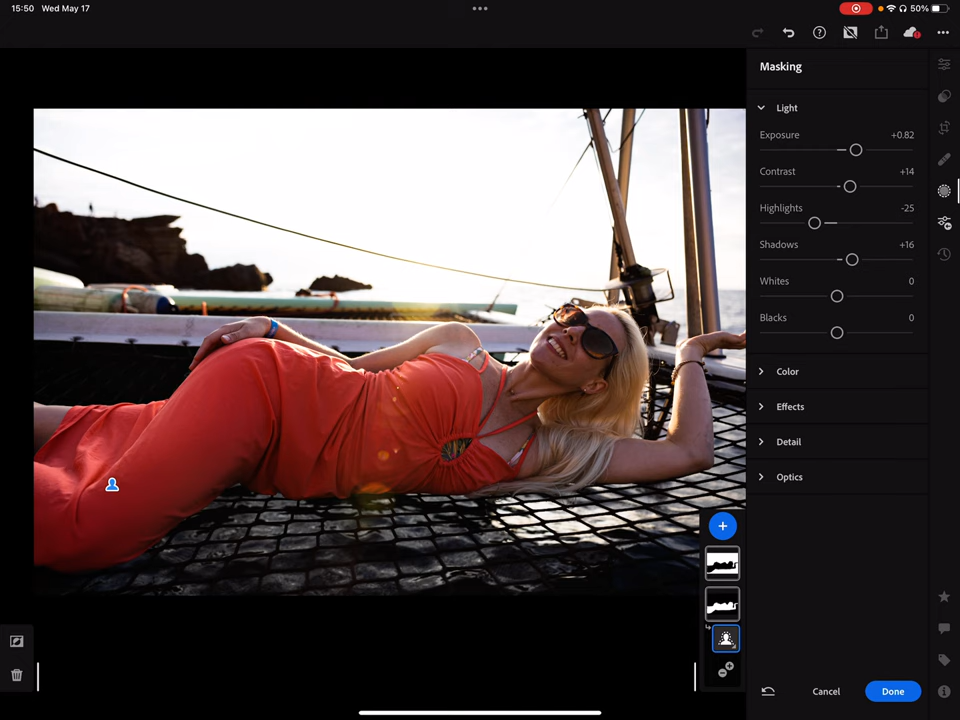 15:50 Wed May 17
50%
Masking
Light
Exposure +0.82
Contrast +14
Highlights -25
Shadows +16
Whites 0
Blacks 0
Color
Effects
Detail
Optics
Cancel Done